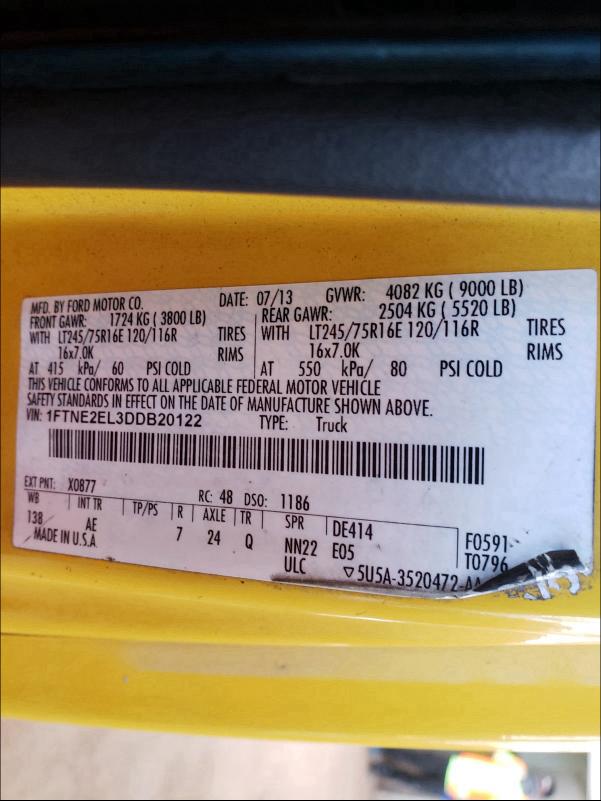 MFD. BY FORD MOTOR CO. DATE: 07/13 GVWR: 4082 KG ( 9000 LB)
FRONT GAWR: 1724 KG ( 3800 LB) REAR GAWR: 2504 KG ( 5520 LB)
WITH LT245/75R16E 120/116R TIRES WITH LT245/75R16E 120/116R TIRES
16x7.0K RIMS 16x7.0K RIMS
AT 415 kPa/ 60 PSI COLD AT 550 kPa/ 80 PSI COLD
THIS VEHICLE CONFORMS TO ALL APPLICABLE FEDERAL MOTOR VEHICLE
SAFETY STANDARDS IN EFFECT ON THE DATE OF MANUFACTURE SHOWN ABOVE.
VIN: 1FTNE2EL3DDB20122 TYPE: Truck
EXT PNT: X0877 RC: 48 DSO: 1186
WB INT TR TP/PS R AXLE TR SPR DE414 F0591
138 AE 7 24 Q NN22 E05 T0796
MADE IN U.S.A. ULC ▽5U5A-3520472-AA